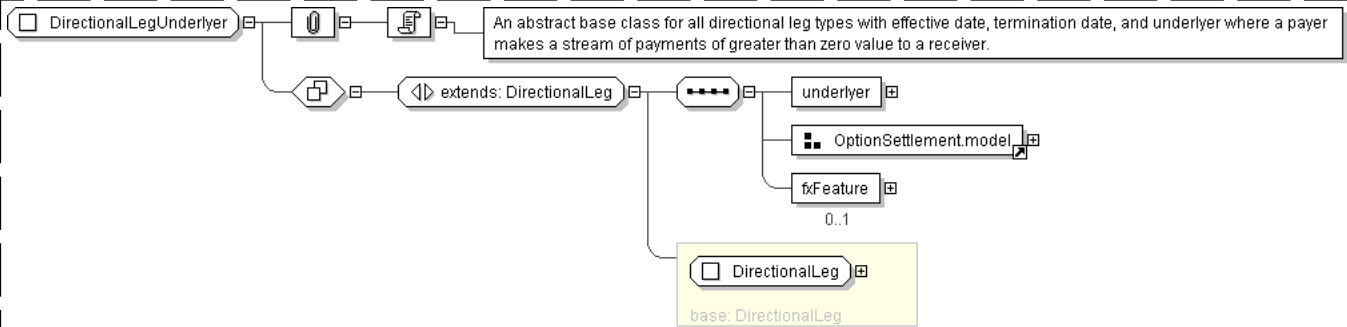 DirectionalLegUnderlyer
An abstract base class for all directional leg types with effective date, termination date, and underlyer where a payer
makes a stream of payments of greater than zero value to a receiver.
extends: DirectionalLeg
underlyer
OptionSettlement.model
fxFeature
0..1
DirectionalLeg
base: DirectionalLeg